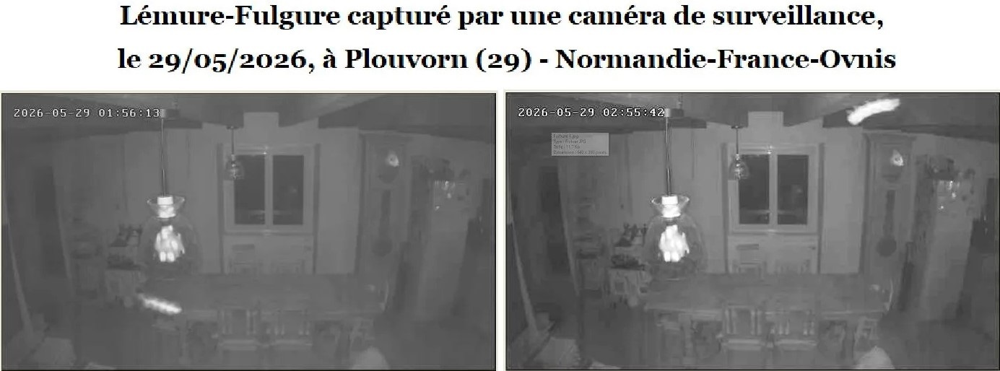 Lémure-Fulgure capturé par une caméra de surveillance,
le 29/05/2026, à Plouvorn (29) - Normandie-France-Ovnis
2026-05-29 01:56:13
2026-05-29 02:55:42